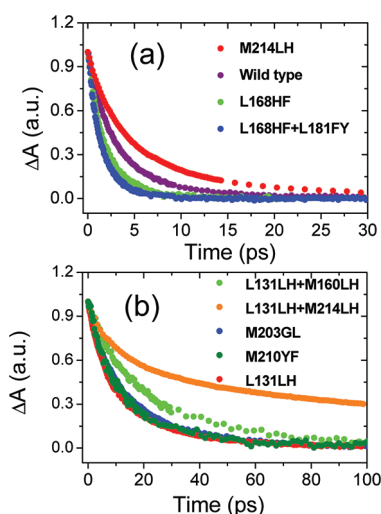 (a)
M214LH
Wild type
L168HF
L168HF+L181FY
1.2
0.9
0.6
0.3
0.0
ΔA (a.u.)
0 5 10 15 20 25 30
Time (ps)
(b)
L131LH+M160LH
L131LH+M214LH
M203GL
M210YF
L131LH
1.2
0.9
0.6
0.3
0.0
ΔA (a.u.)
0 20 40 60 80 100
Time (ps)